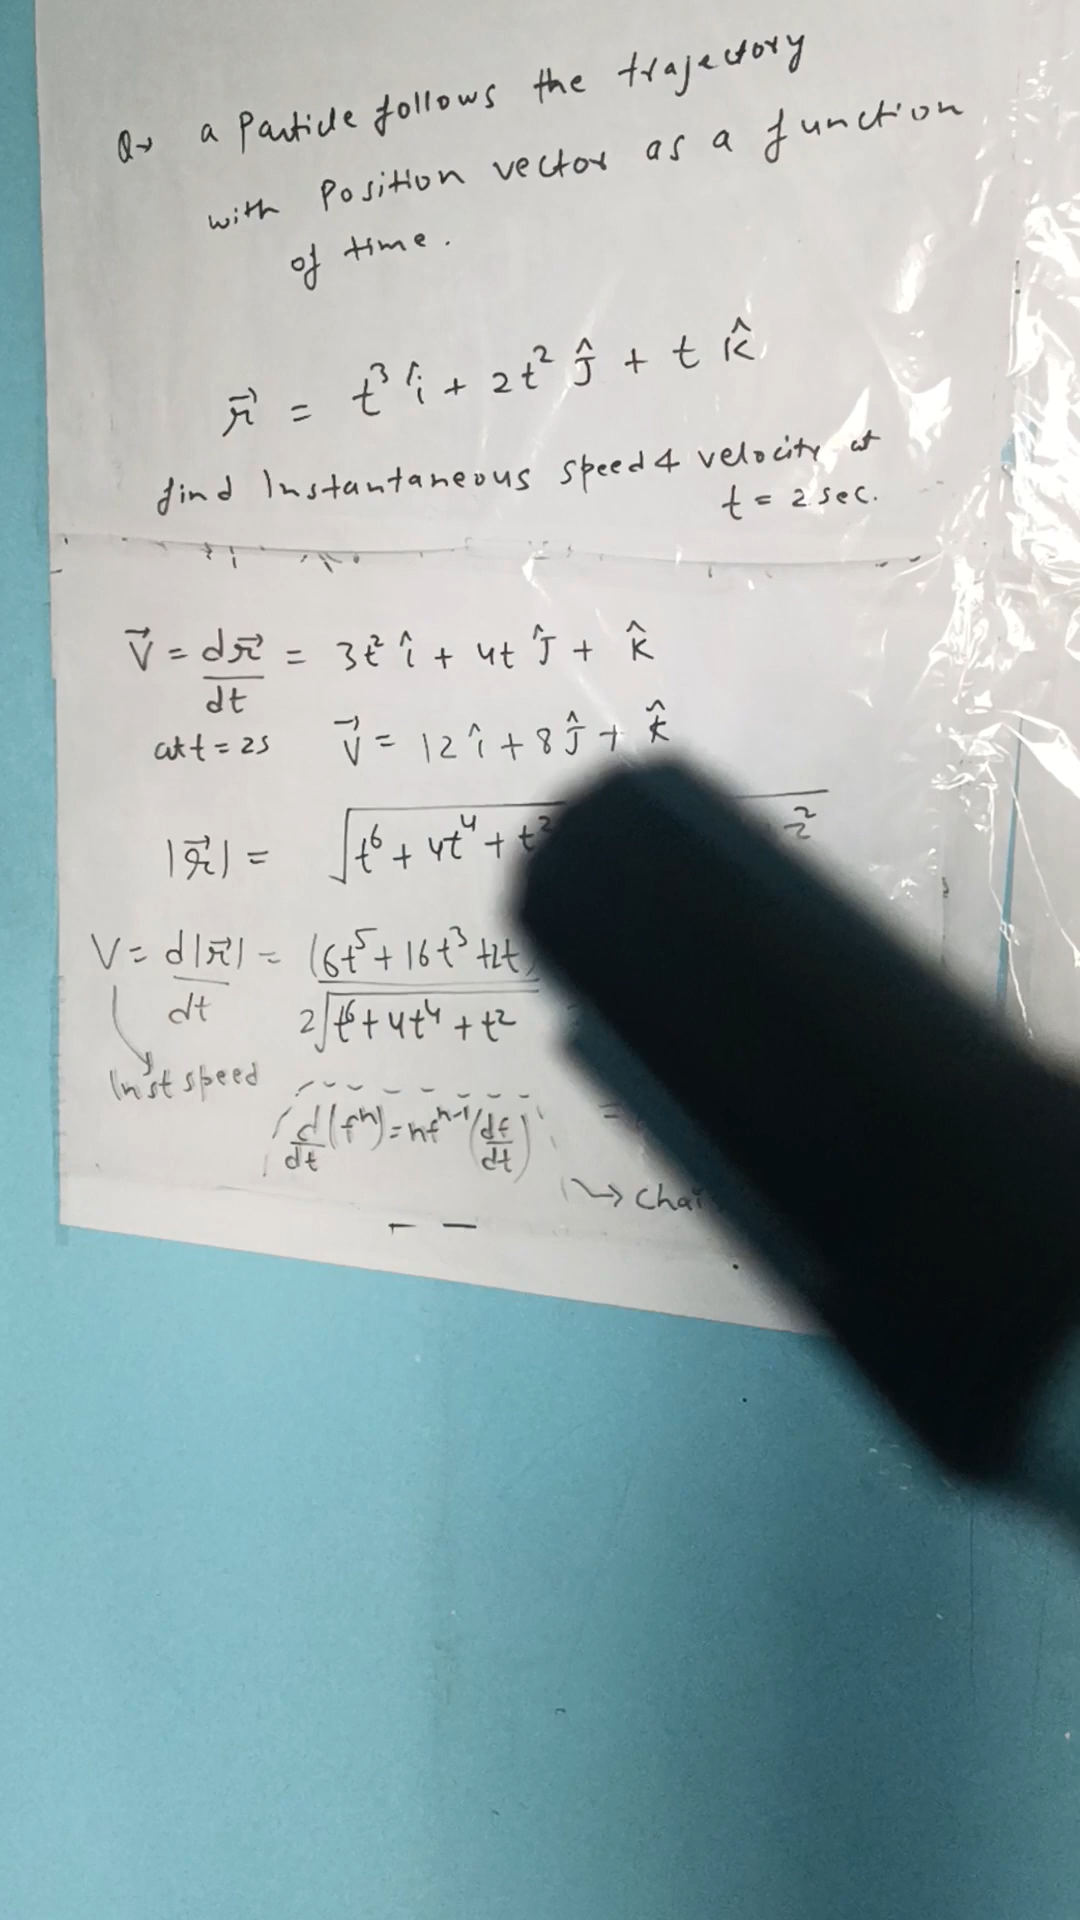 Q→ a Particle follows the trajectory
with Position vector as a function
of time.
r⃗ = t³ î + 2t² ĵ + t k̂
find Instantaneous speed & velocity at
t = 2 sec.
V⃗ = dr⃗/dt = 3t² î + 4t ĵ + k̂
at t = 2s V⃗ = 12 î + 8 ĵ + k̂
|r⃗| = √(t⁶ + 4t⁴ + t²
V = d|r⃗|/dt = (6t⁵ + 16t³ + 2t)/2√(t⁶ + 4t⁴ + t²)
Inst speed
d/dt (fⁿ) = nfⁿ⁻¹ (df/dt) =
→